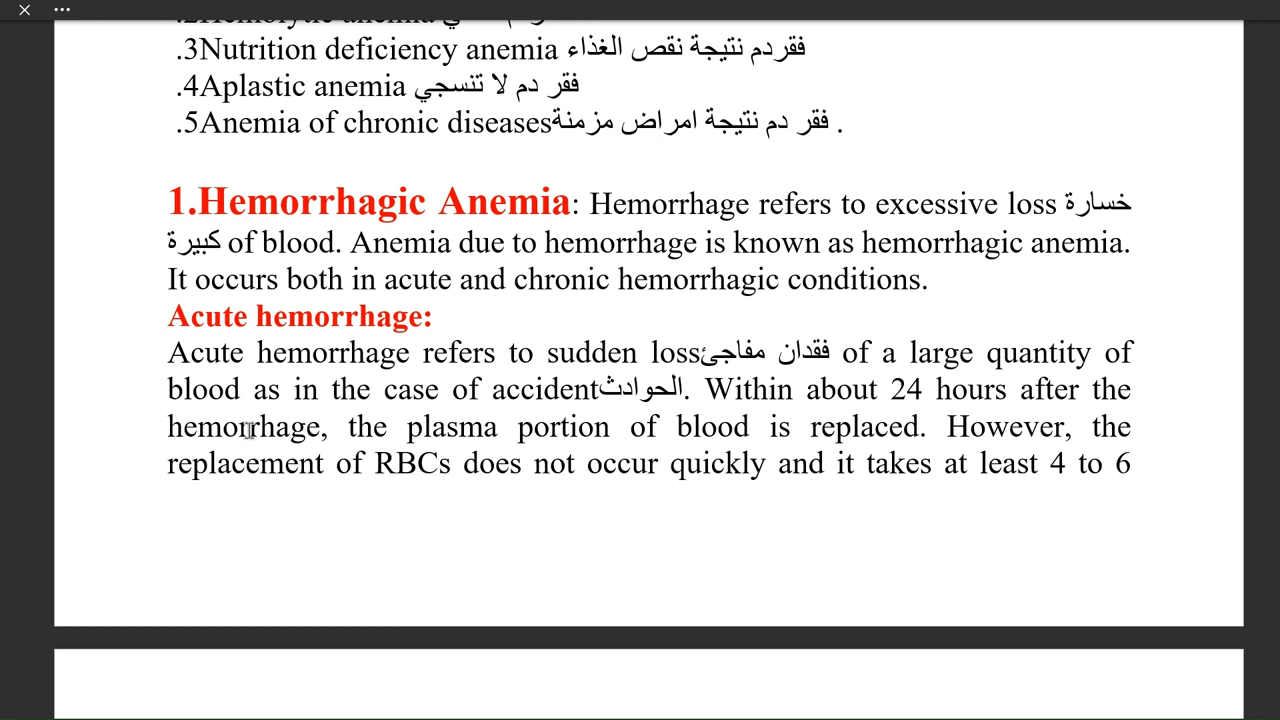 .3Nutrition deficiency anemia فقردم نتيجة نقص الغذاء
.4Aplastic anemia فقر دم لا تنسجي
.5Anemia of chronic diseasesفقر دم نتيجة امراض مزمنة .
1.Hemorrhagic Anemia: Hemorrhage refers to excessive loss خسارة
كبيرة of blood. Anemia due to hemorrhage is known as hemorrhagic anemia.
It occurs both in acute and chronic hemorrhagic conditions.
Acute hemorrhage:
Acute hemorrhage refers to sudden lossفقدان مفاجئ of a large quantity of
blood as in the case of accidentالحوادث. Within about 24 hours after the
hemorrhage, the plasma portion of blood is replaced. However, the
replacement of RBCs does not occur quickly and it takes at least 4 to 6